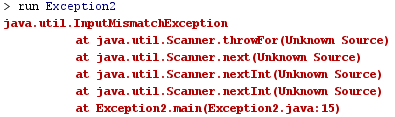 > run Exception2
java.util.InputMismatchException
at java.util.Scanner.throwFor(Unknown Source)
at java.util.Scanner.next(Unknown Source)
at java.util.Scanner.nextInt(Unknown Source)
at java.util.Scanner.nextInt(Unknown Source)
at Exception2.main(Exception2.java:15)